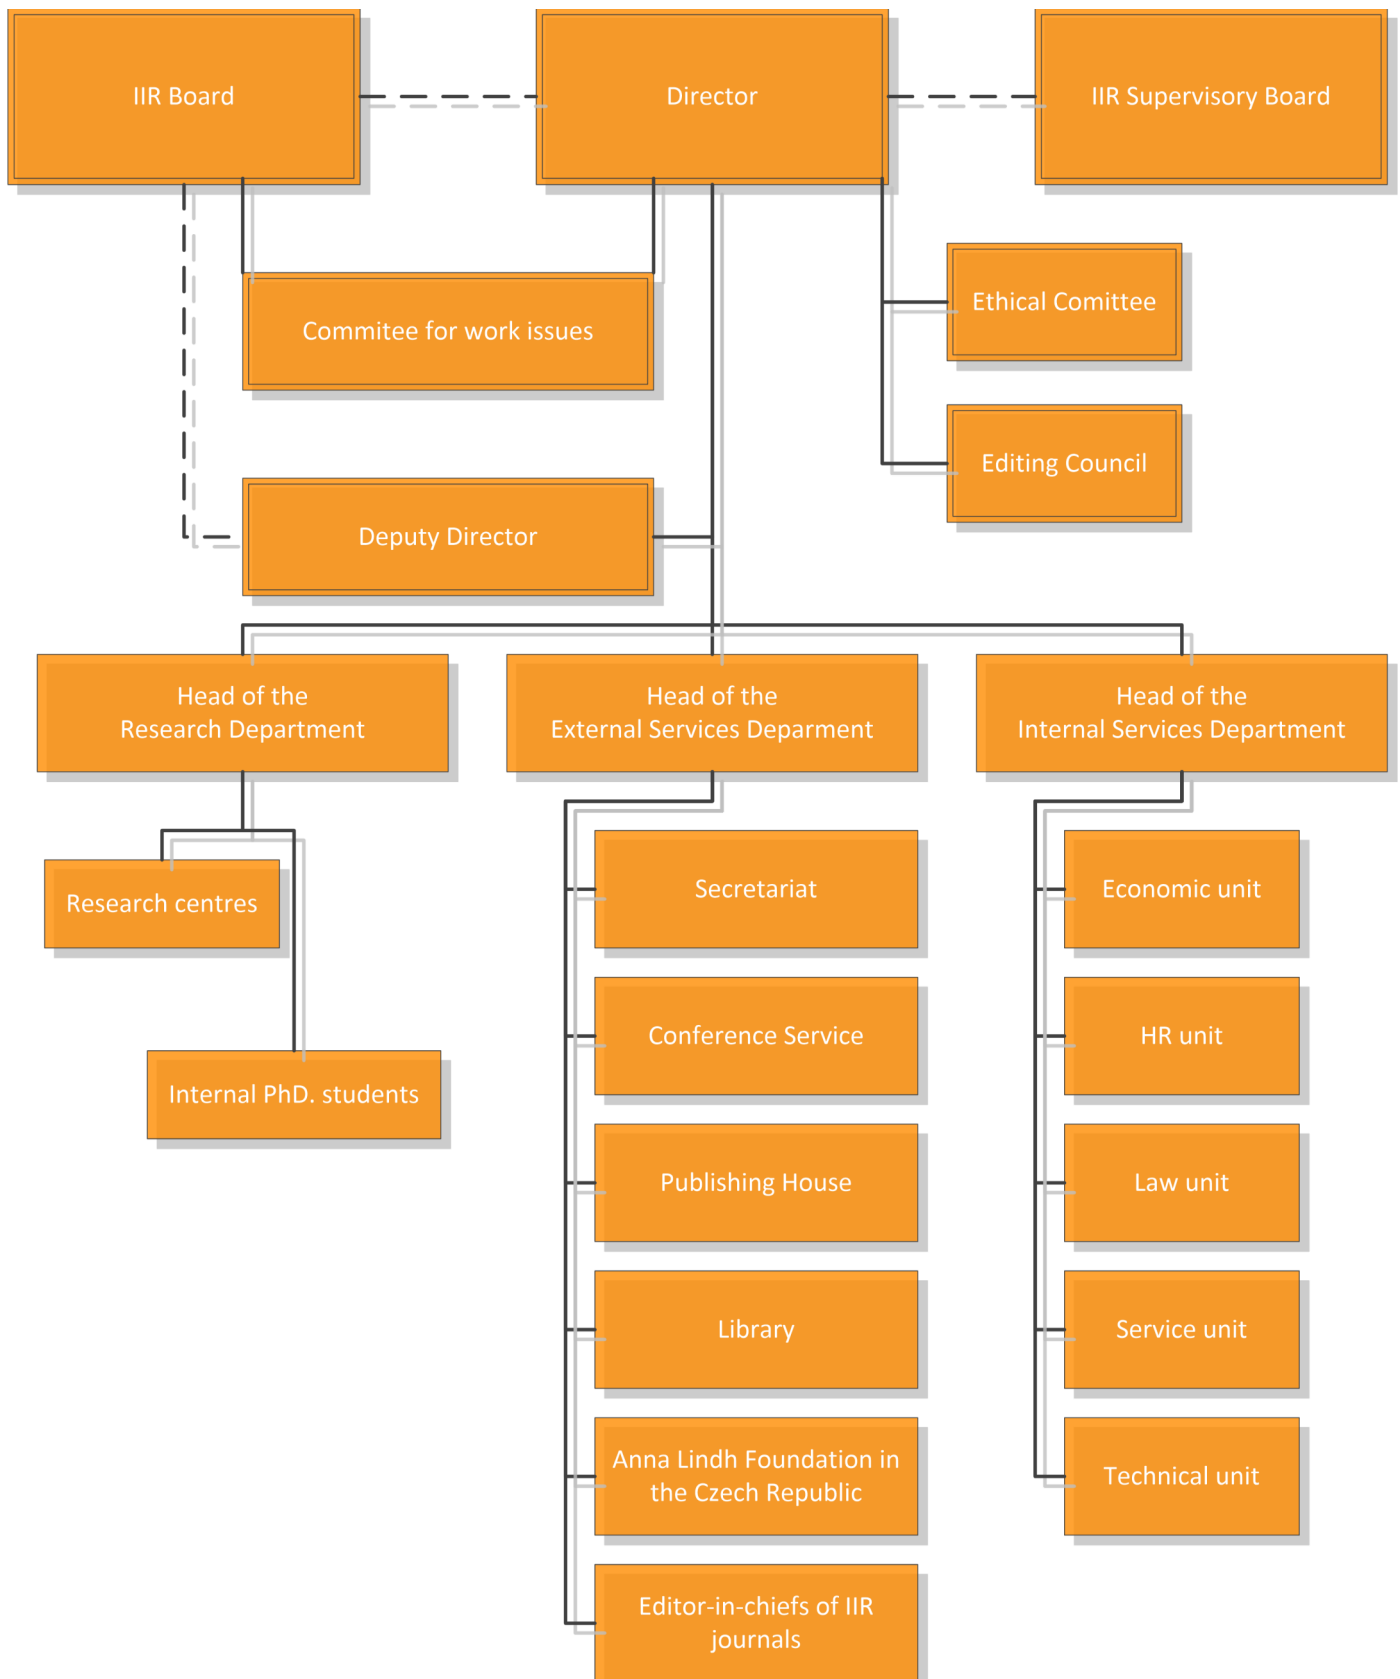 IIR Board
Director
IIR Supervisory Board
Commitee for work issues
Ethical Comittee
Editing Council
Deputy Director
Head of the
Research Department
Head of the
External Services Deparment
Head of the
Internal Services Department
Research centres
Internal PhD. students
Secretariat
Conference Service
Publishing House
Library
Anna Lindh Foundation in
the Czech Republic
Editor-in-chiefs of IIR
journals
Economic unit
HR unit
Law unit
Service unit
Technical unit